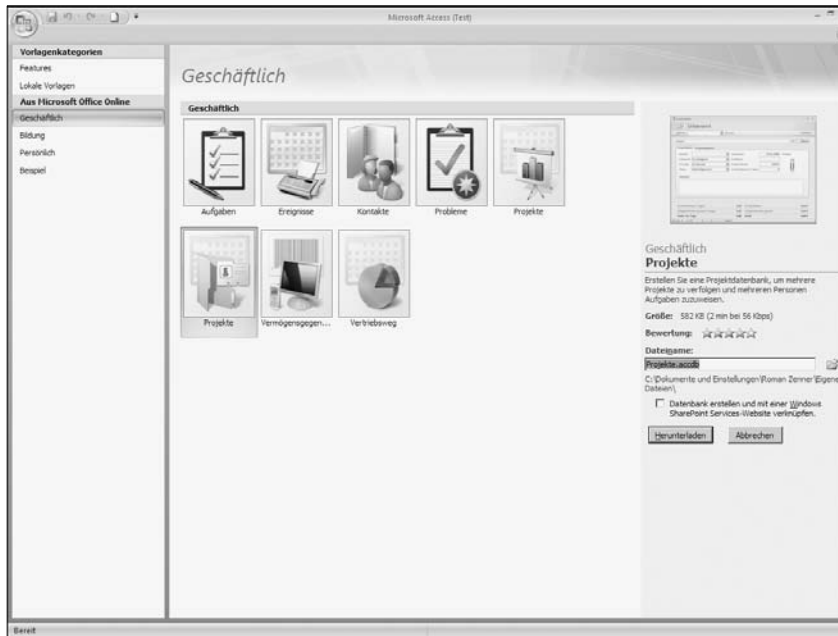 Microsoft Access (Test)
Vorlagenkategorien
Features
Lokale Vorlagen
Aus Microsoft Office Online
Geschäftlich
Bildung
Persönlich
Beispiel
Geschäftlich
Geschäftlich
Aufgaben
Ereignisse
Kontakte
Probleme
Projekte
Projekte
Vermögensgegen...
Vertriebsweg
Geschäftlich
Projekte
Erstellen Sie eine Projektdatenbank, um mehrere
Projekte zu verfolgen und mehreren Personen
Aufgaben zuzuweisen.
Größe: 582 KB (2 min bei 56 Kbps)
Bewertung:
Dateiname:
Projekte.accdb
C:\Dokumente und Einstellungen\Roman Zenner\Eigene
Dateien\
Datenbank erstellen und mit einer Windows
SharePoint Services-Website verknüpfen.
Herunterladen
Abbrechen
Bereit